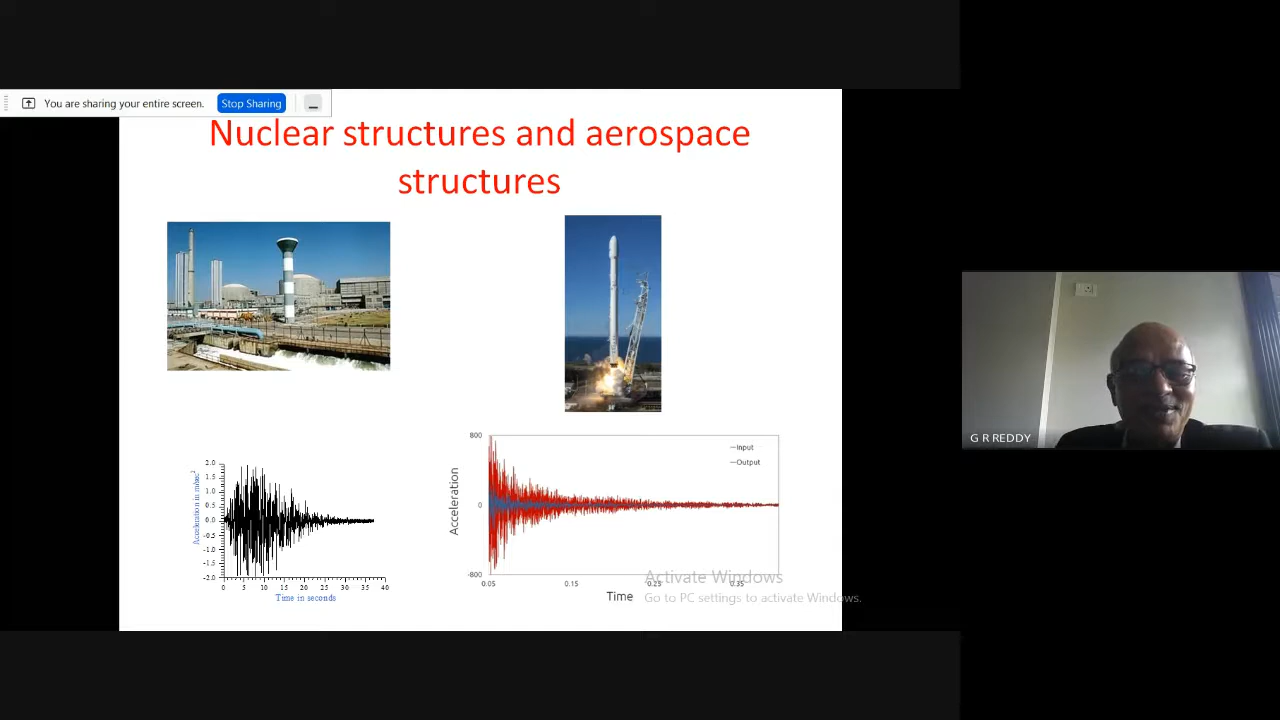 You are sharing your entire screen. Stop Sharing
Nuclear structures and aerospace
structures
G R REDDY
2.0
1.5
1.0
0.5
0.0
-0.5
-1.0
-1.5
-2.0
Acceleration in m/sec²
0 5 10 15 20 25 30 35 40
Time in seconds
800
0
-800
Acceleration
Input
Output
0.05 0.15 0.25 0.35
Time
Activate Windows
Go to PC settings to activate Windows.